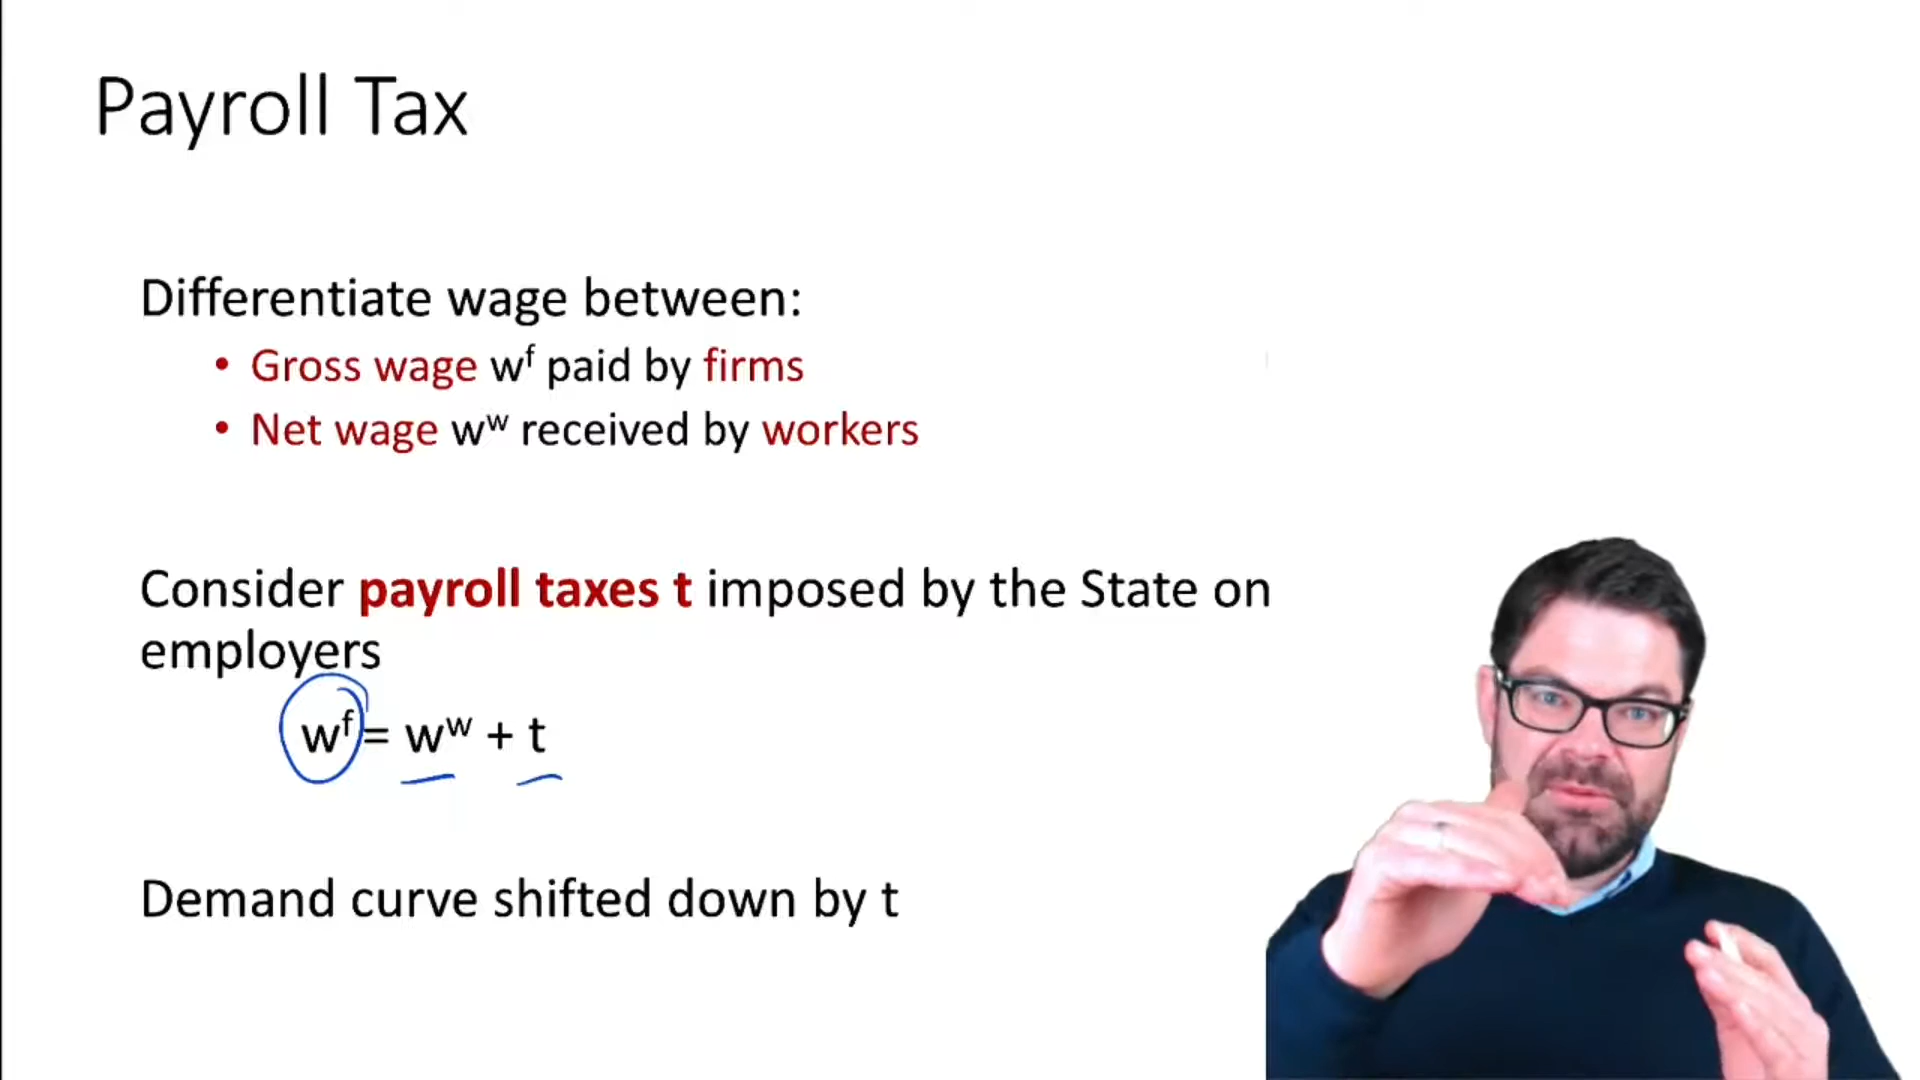 Payroll Tax
Differentiate wage between:
• Gross wage wᶠ paid by firms
• Net wage wʷ received by workers
Consider payroll taxes t imposed by the State on
employers
wᶠ = wʷ + t
Demand curve shifted down by t